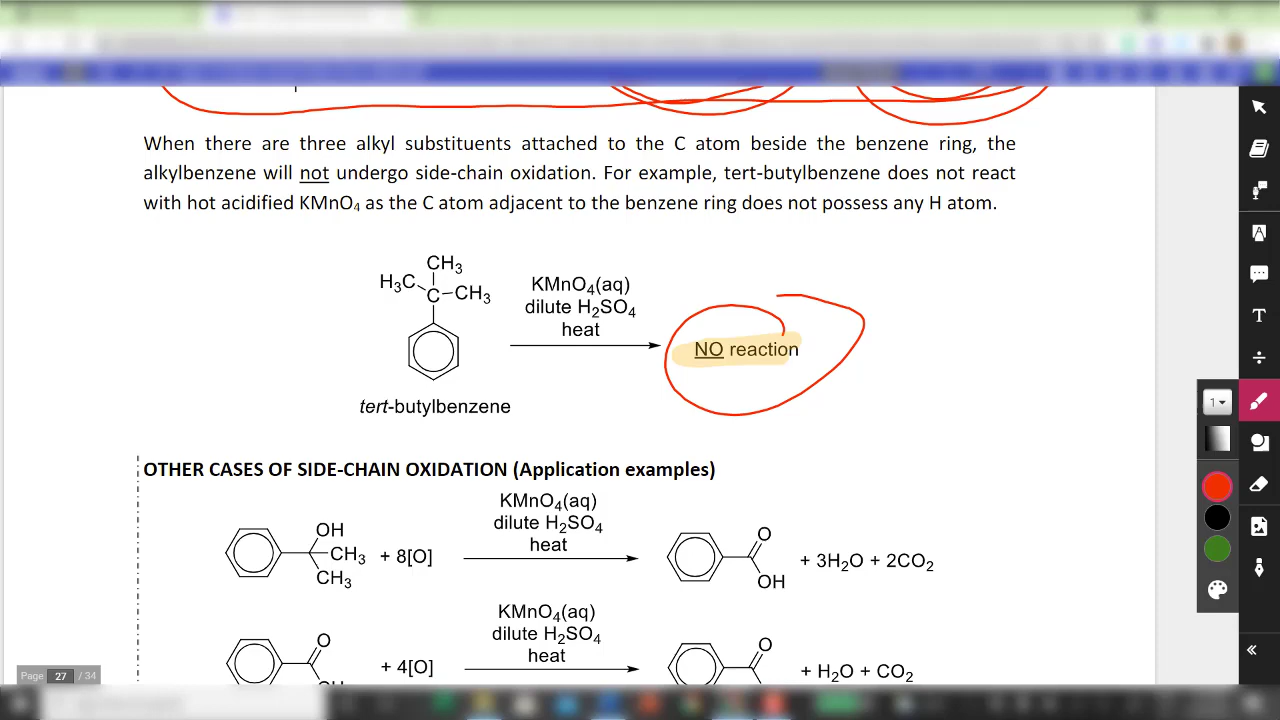 When there are three alkyl substituents attached to the C atom beside the benzene ring, the
alkylbenzene will not undergo side-chain oxidation. For example, tert-butylbenzene does not react
with hot acidified KMnO₄ as the C atom adjacent to the benzene ring does not possess any H atom.
CH₃
H₃C
C
CH₃
KMnO₄(aq)
dilute H₂SO₄
heat
NO reaction
tert-butylbenzene
OTHER CASES OF SIDE-CHAIN OXIDATION (Application examples)
KMnO₄(aq)
dilute H₂SO₄
heat
OH
CH₃
CH₃
+ 8[O]
O
OH
+ 3H₂O + 2CO₂
KMnO₄(aq)
dilute H₂SO₄
heat
O
+ 4[O]
O
+ H₂O + CO₂
Page 27 / 34
1
T